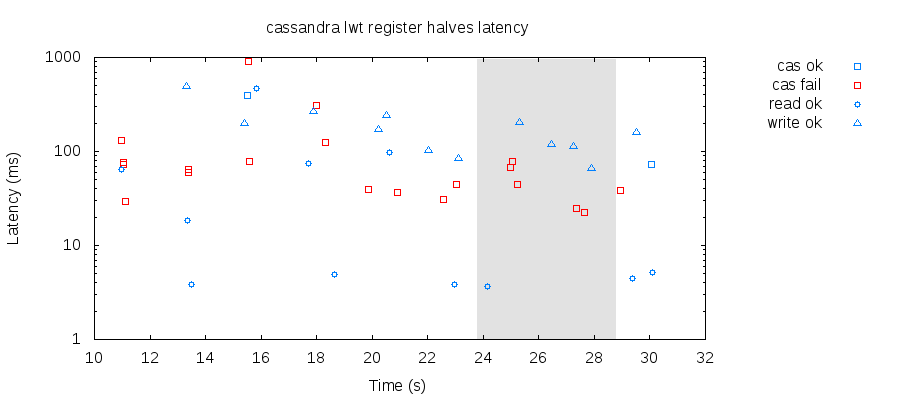 cassandra lwt register halves latency
cas ok
cas fail
read ok
write ok
Latency (ms)
1000
100
10
1
10 12 14 16 18 20 22 24 26 28 30 32
Time (s)